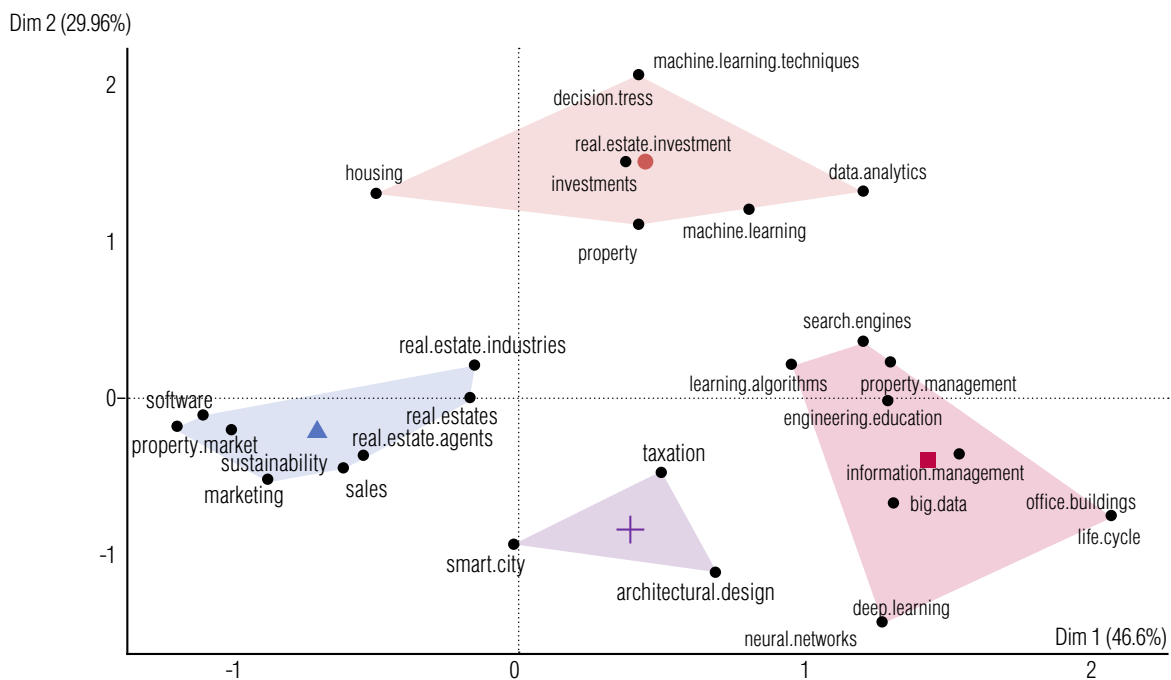 Dim 2 (29.96%)
machine.learning.techniques
2
decision.tress
real.estate.investment
housing
data.analytics
investments
machine.learning
1
property
search.engines
real.estate.industries
learning.algorithms
property.management
0
software
real.estates
engineering.education
property.market
real.estate.agents
taxation
sustainability
information.management
marketing
sales
big.data
office.buildings
life.cycle
-1
smart.city
architectural.design
deep.learning
neural.networks
Dim 1 (46.6%)
-1
0
1
2